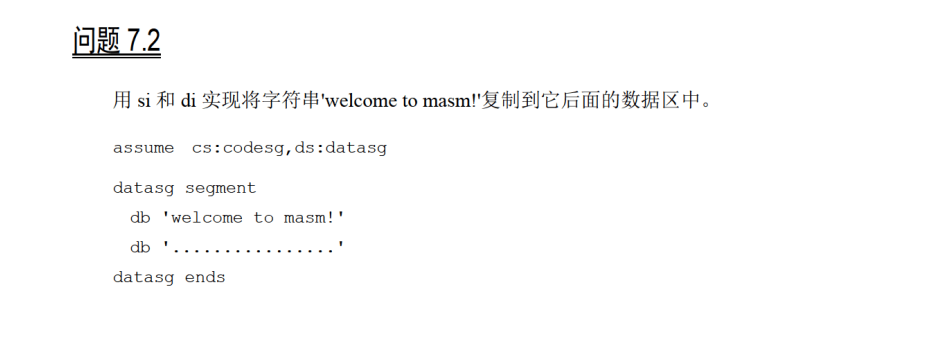 问题 7.2
用 si 和 di 实现将字符串'welcome to masm!'复制到它后面的数据区中。
assume cs:codesg,ds:datasg
datasg segment
db 'welcome to masm!'
db '................'
datasg ends